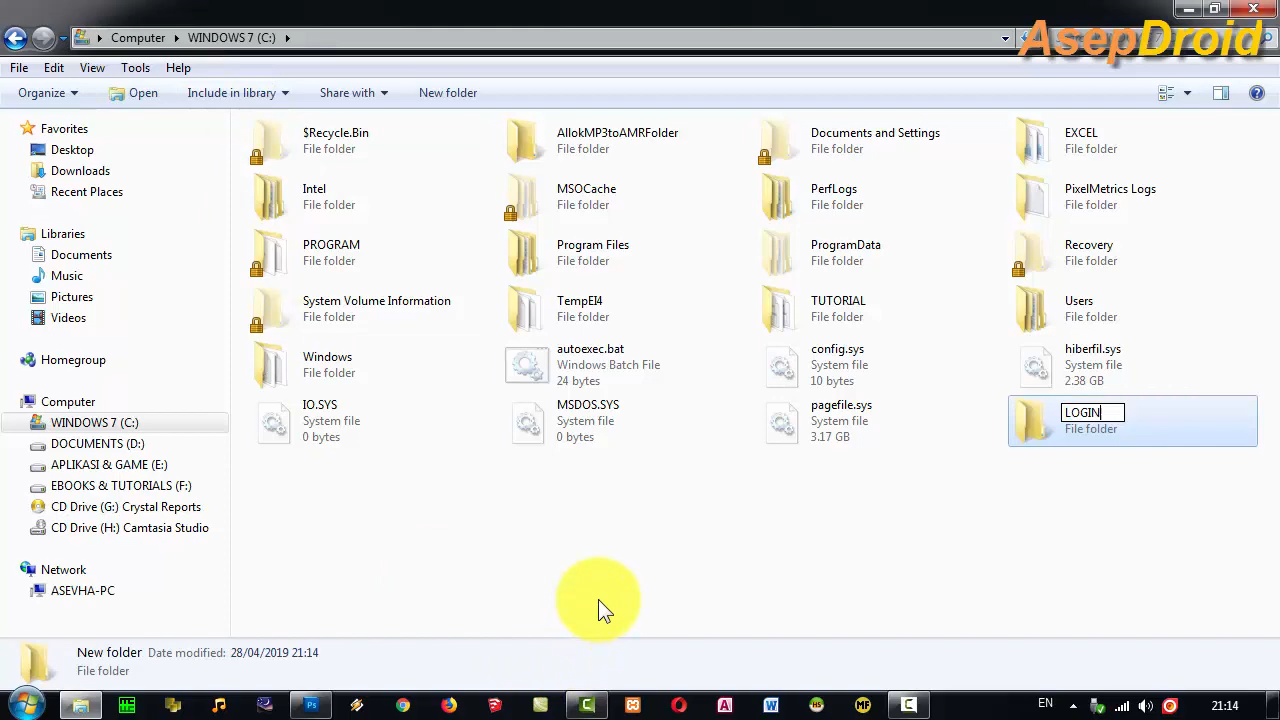 Computer WINDOWS 7 (C:)
AsepDroid
File Edit View Tools Help
Organize Open Include in library Share with New folder
Favorites
Desktop
Downloads
Recent Places
Libraries
Documents
Music
Pictures
Videos
Homegroup
Computer
WINDOWS 7 (C:)
DOCUMENTS (D:)
APLIKASI & GAME (E:)
EBOOKS & TUTORIALS (F:)
CD Drive (G:) Crystal Reports
CD Drive (H:) Camtasia Studio
Network
ASEVHA-PC
$Recycle.Bin
File folder
AllokMP3toAMRFolder
File folder
Documents and Settings
File folder
EXCEL
File folder
Intel
File folder
MSOCache
File folder
PerfLogs
File folder
PixelMetrics Logs
File folder
PROGRAM
File folder
Program Files
File folder
ProgramData
File folder
Recovery
File folder
System Volume Information
File folder
TempEI4
File folder
TUTORIAL
File folder
Users
File folder
Windows
File folder
autoexec.bat
Windows Batch File
24 bytes
config.sys
System file
10 bytes
hiberfil.sys
System file
2.38 GB
IO.SYS
System file
0 bytes
MSDOS.SYS
System file
0 bytes
pagefile.sys
System file
3.17 GB
LOGIN
File folder
New folder Date modified: 28/04/2019 21:14
File folder
EN 21:14